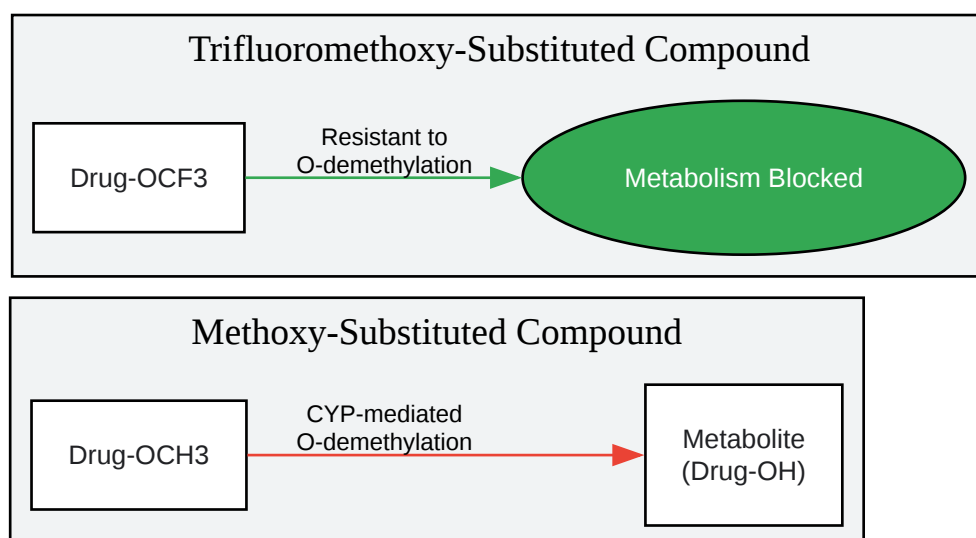 Trifluoromethoxy-Substituted Compound
Drug-OCF3
Resistant to
O-demethylation
Metabolism Blocked
Methoxy-Substituted Compound
Drug-OCH3
CYP-mediated
O-demethylation
Metabolite
(Drug-OH)